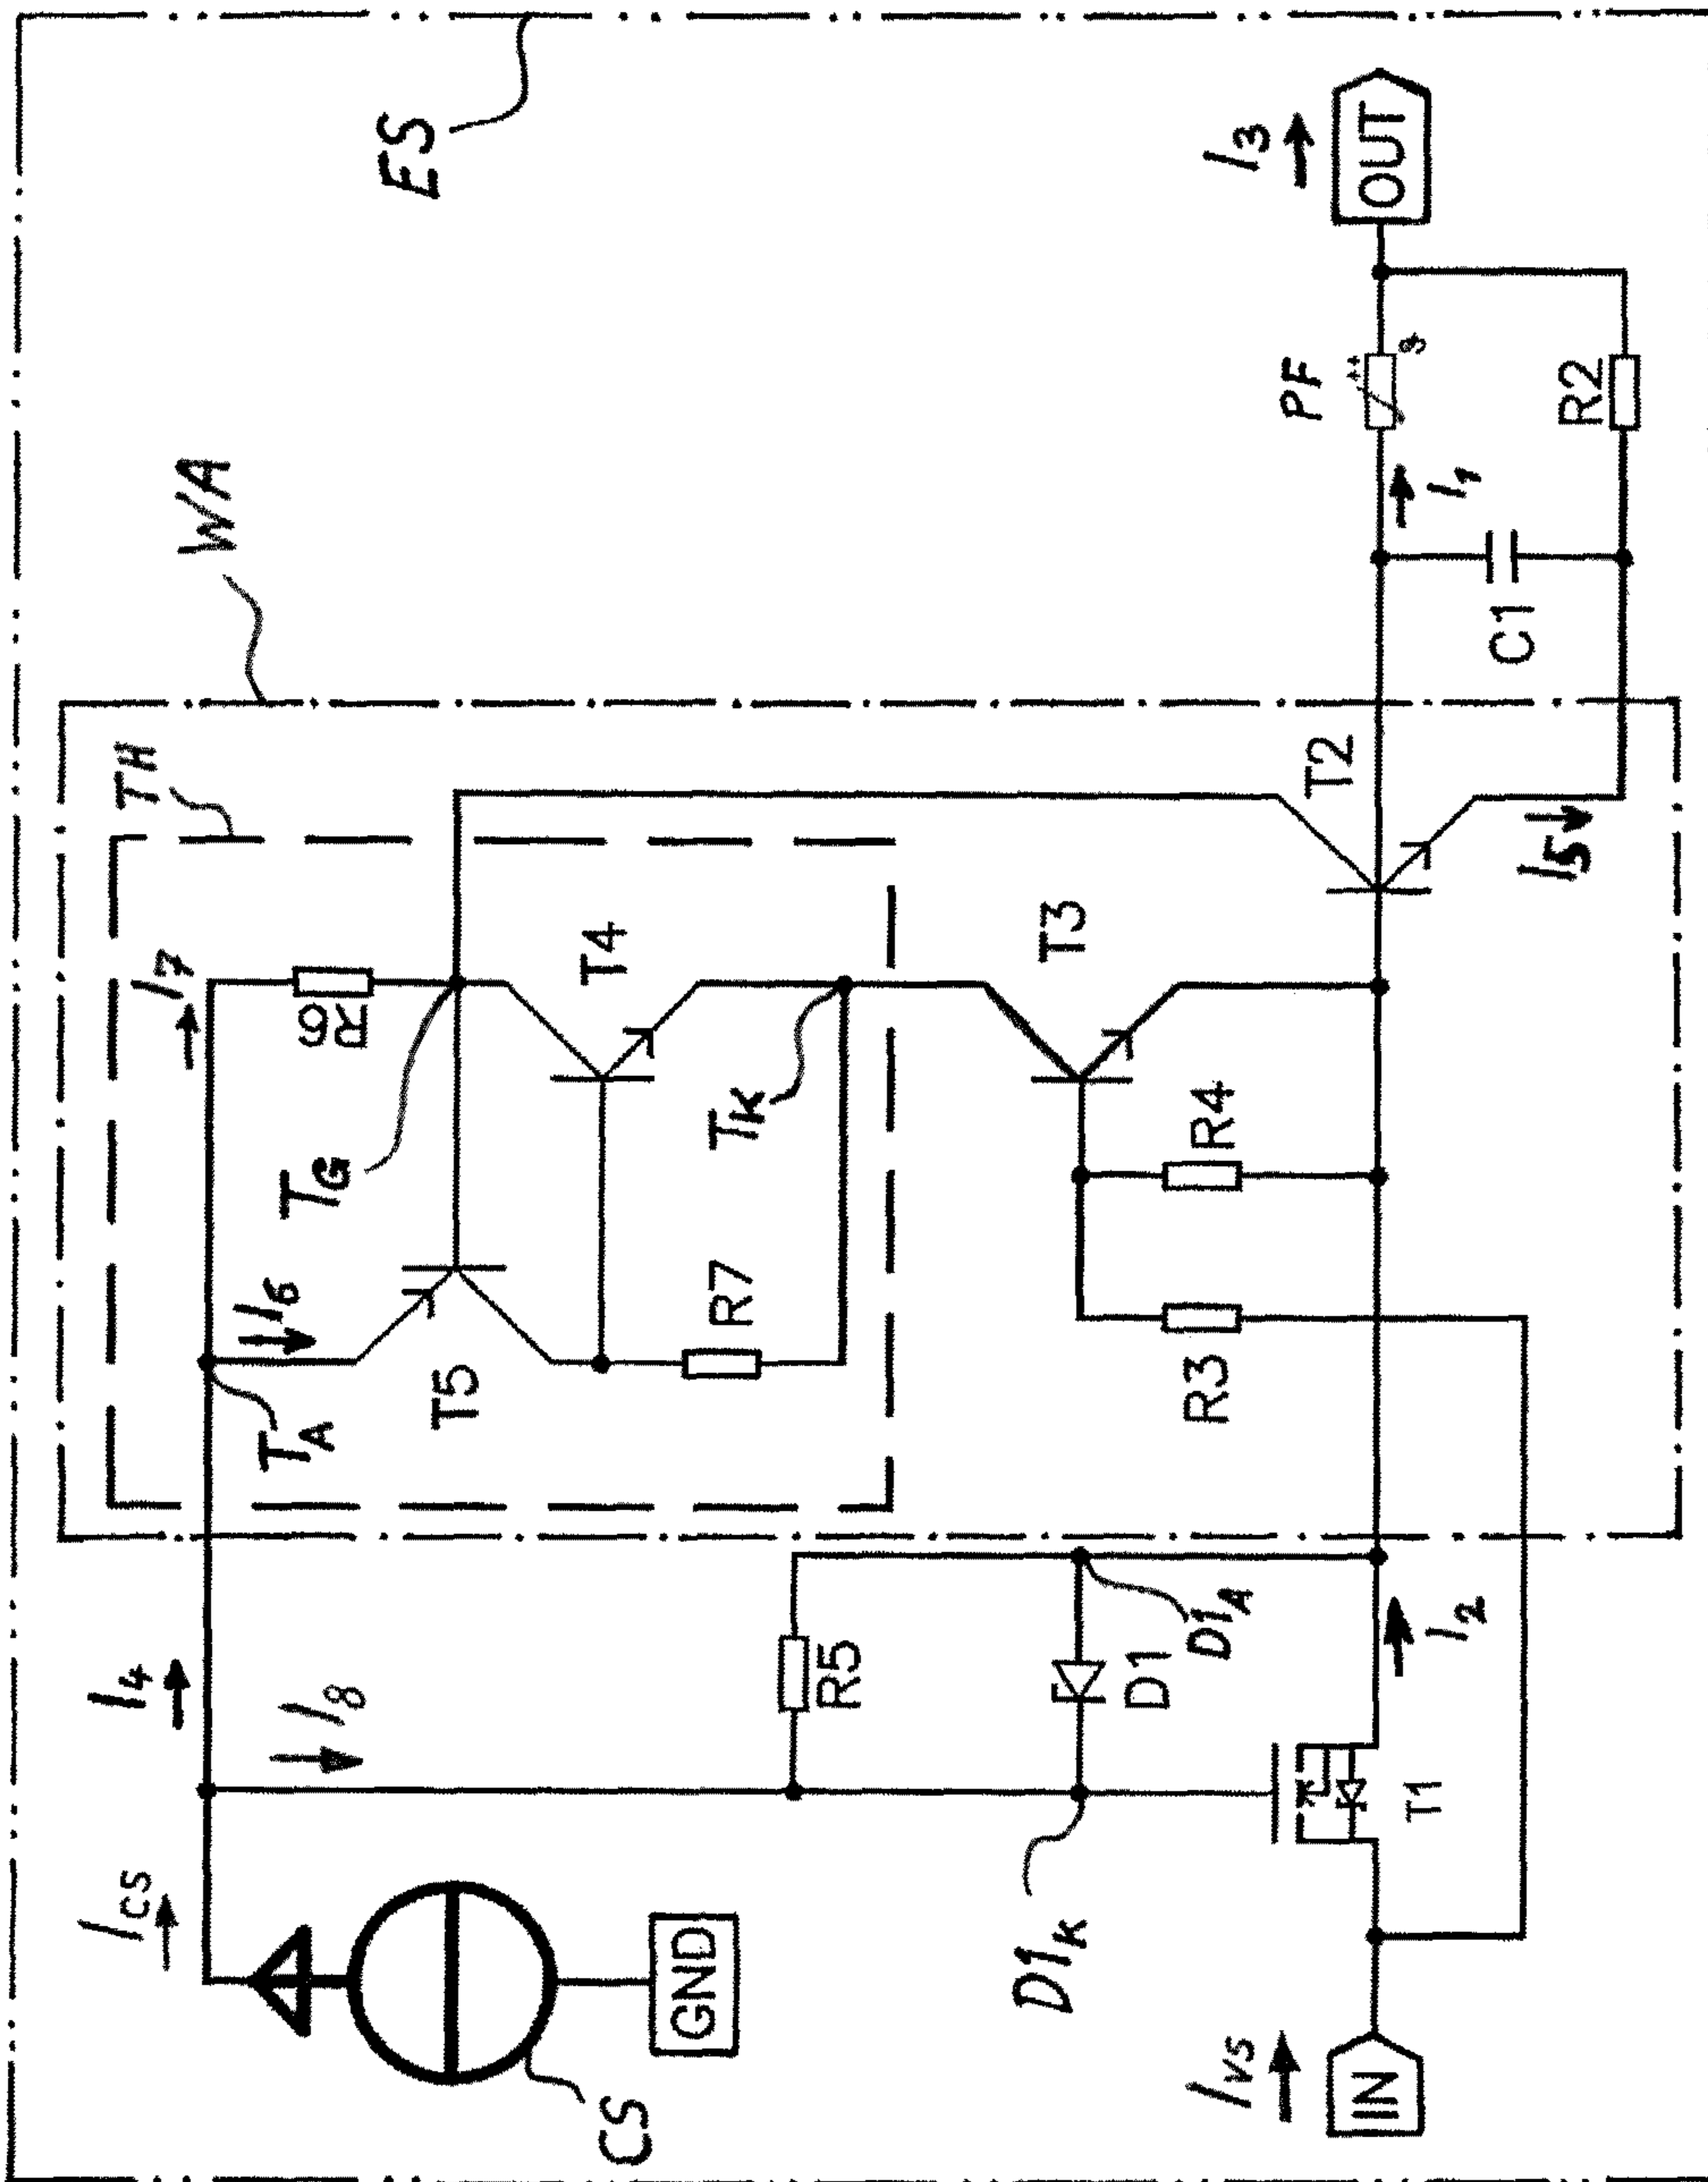 ES
WA
TH
I7
R6
TG
T4
TK
T3
T2
I5
TA
I6
T5
R7
R3
R4
I3
OUT
PF
ϑ
I1
R2
C1
I4
I8
R5
D1
D1A
I2
T1
ICS
CS
GND
D1K
IVS
IN